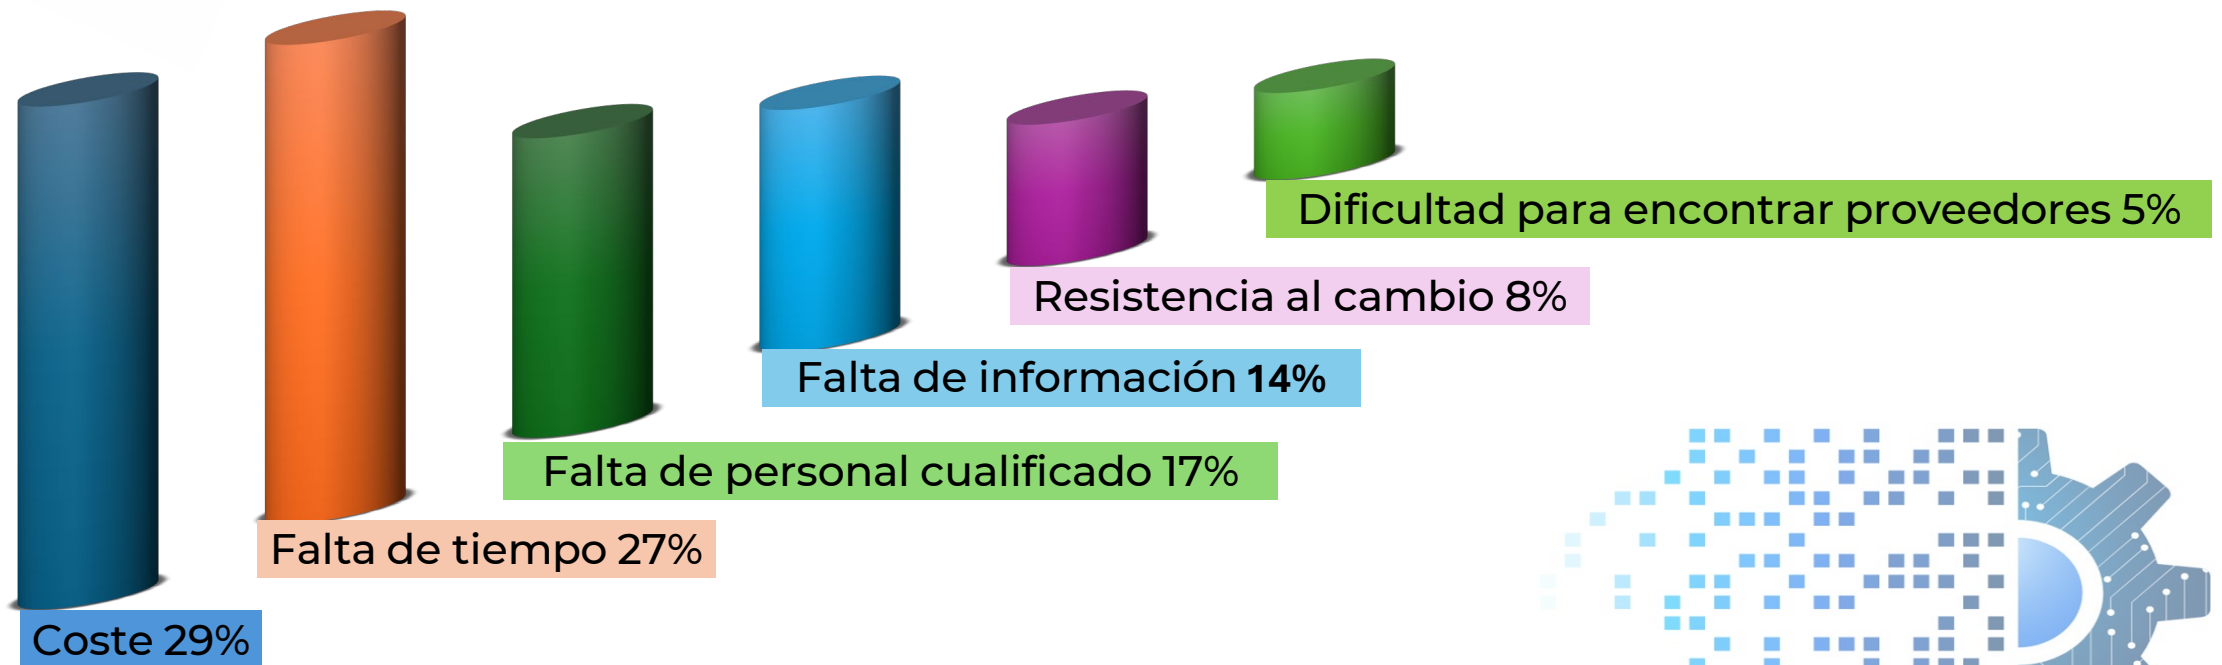 Dificultad para encontrar proveedores 5%
Resistencia al cambio 8%
Falta de información 14%
Falta de personal cualificado 17%
Falta de tiempo 27%
Coste 29%